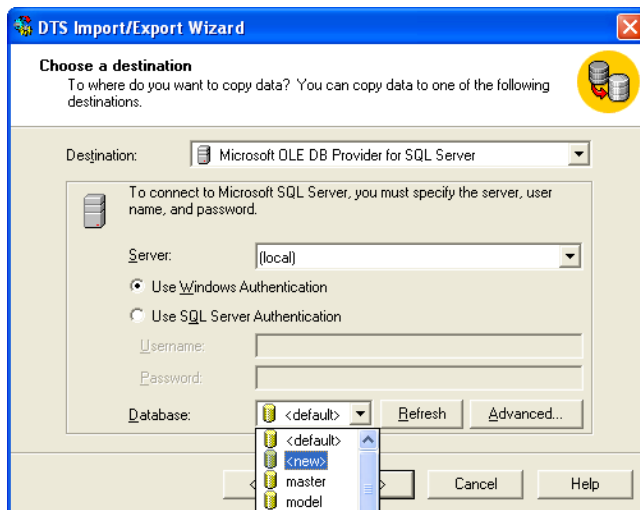 DTS Import/Export Wizard
Choose a destination
To where do you want to copy data? You can copy data to one of the following
destinations.
Destination:
Microsoft OLE DB Provider for SQL Server
To connect to Microsoft SQL Server, you must specify the server, user
name, and password.
Server:
(local)
Use Windows Authentication
Use SQL Server Authentication
Username:
Password:
Database:
<default>
Refresh
Advanced...
<default>
<new>
master
model
<
>
Cancel
Help